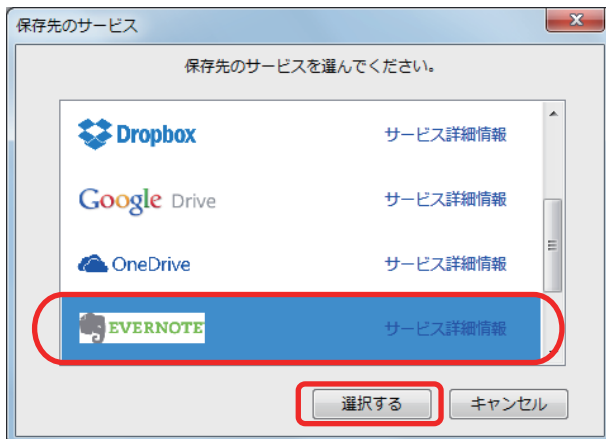 保存先のサービス
保存先のサービスを選んでください。
Dropbox サービス詳細情報
Google Drive サービス詳細情報
OneDrive サービス詳細情報
EVERNOTE サービス詳細情報
選択する キャンセル